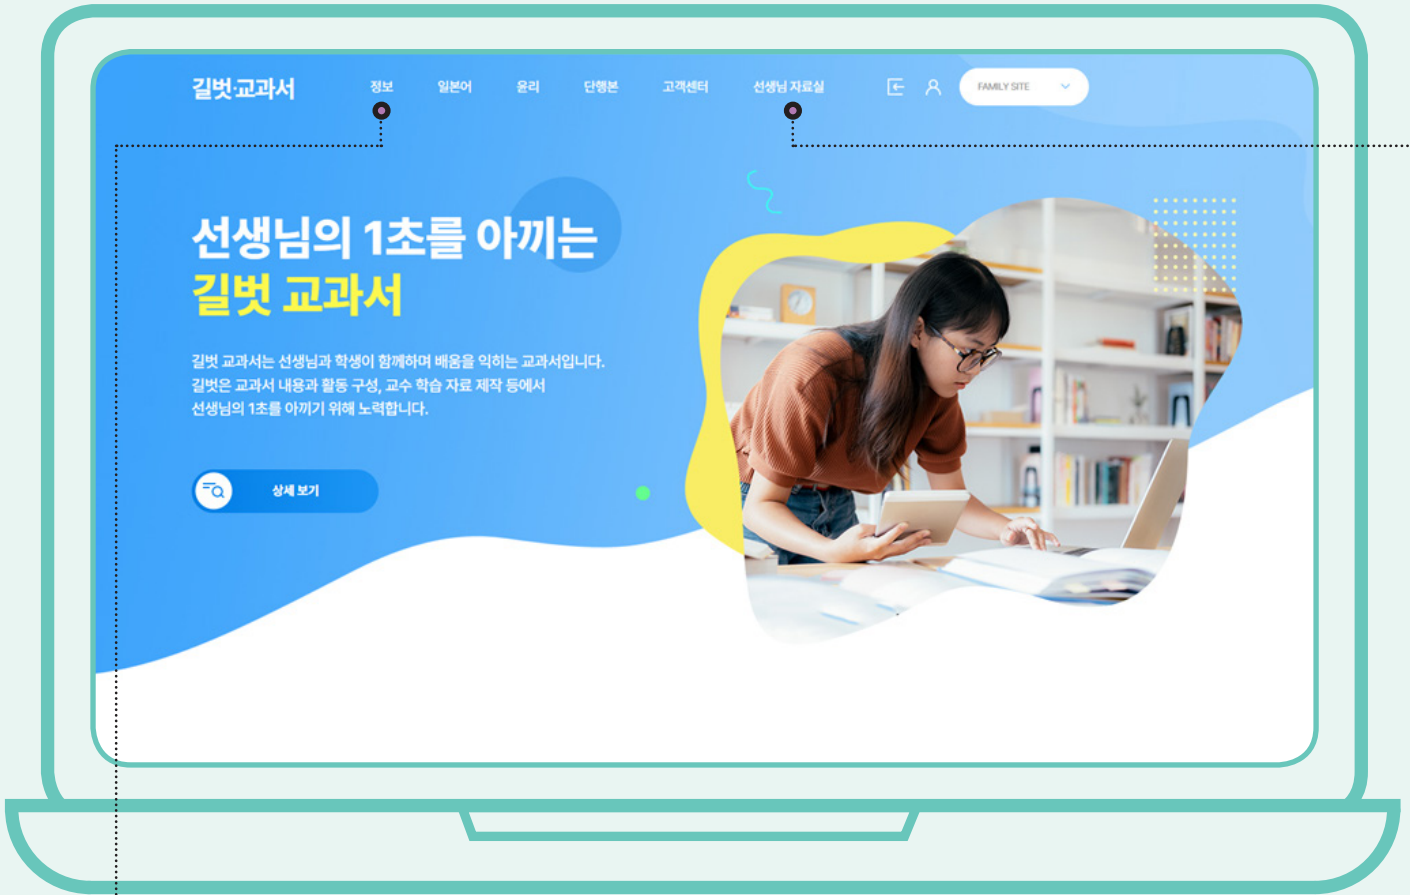 길벗·교과서
정보 일본어 윤리 단행본 고객센터 선생님 자료실 FAMILY SITE
선생님의 1초를 아끼는
길벗 교과서
길벗 교과서는 선생님과 학생이 함께하며 배움을 익히는 교과서입니다.
길벗은 교과서 내용과 활동 구성, 교수 학습 자료 제작 등에서
선생님의 1초를 아끼기 위해 노력합니다.
상세 보기